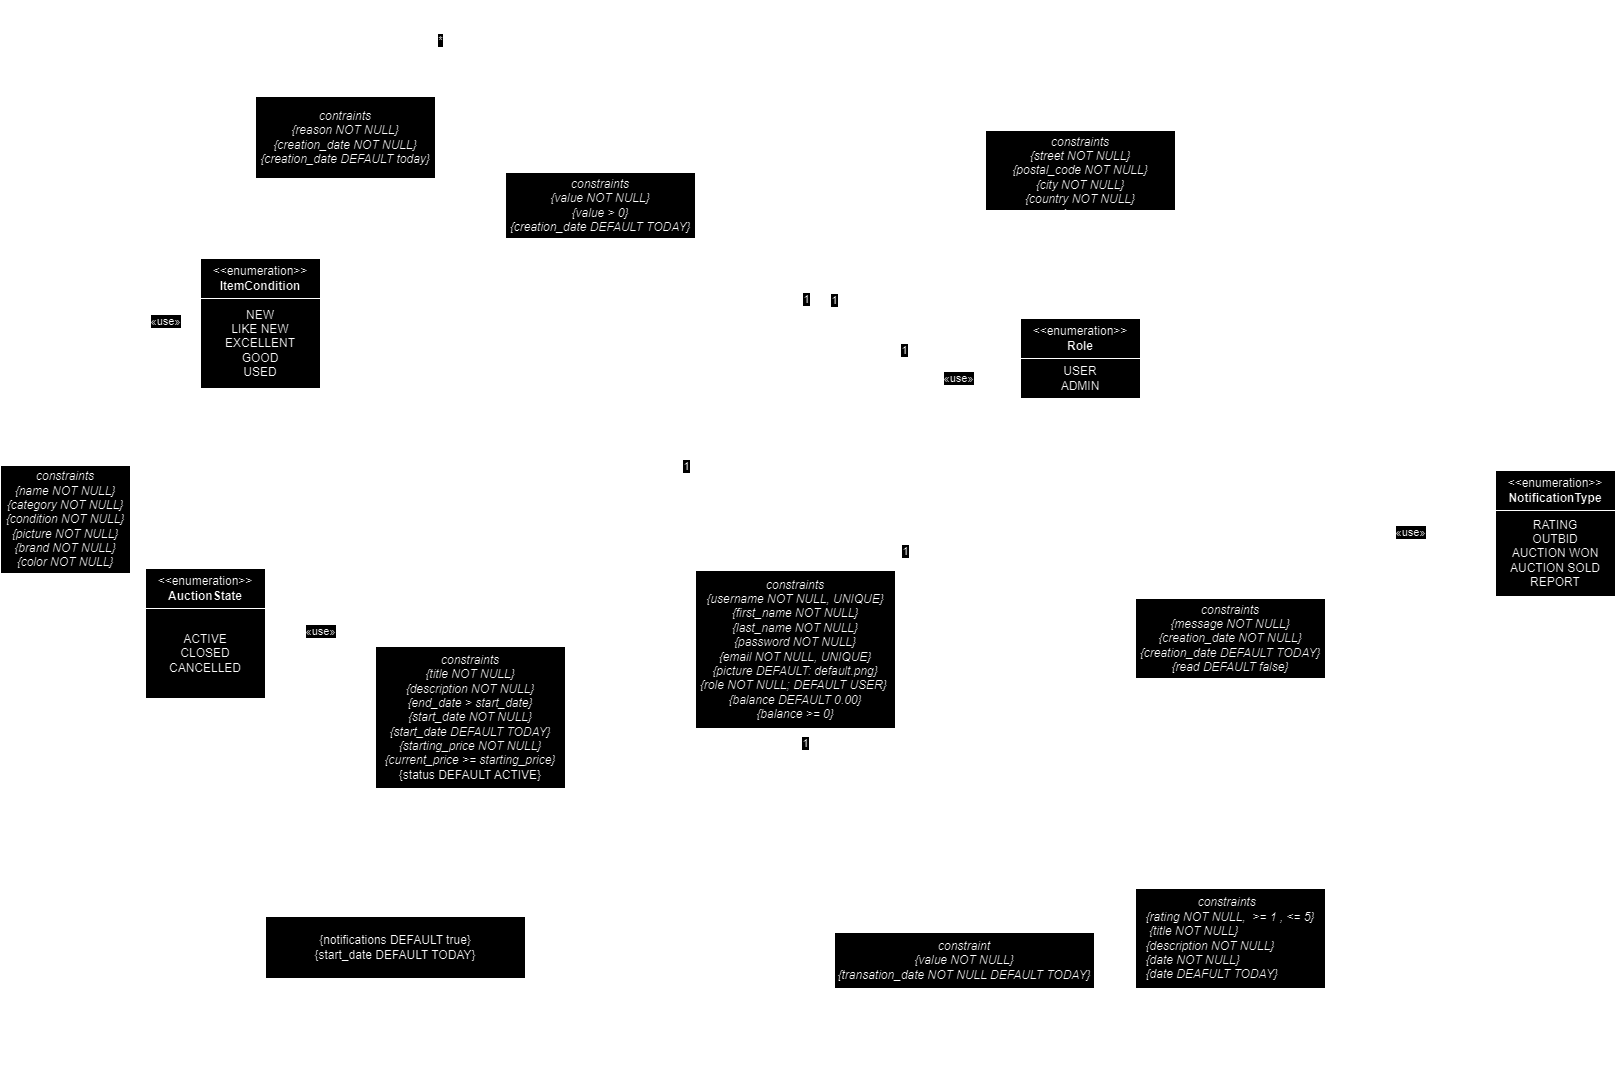 *
contraints
{reason NOT NULL}
{creation_date NOT NULL}
{creation_date DEFAULT today}
constraints
{street NOT NULL}
{postal_code NOT NULL}
{city NOT NULL}
{country NOT NULL}
constraints
{value NOT NULL}
{value > 0}
{creation_date DEFAULT TODAY}
<<enumeration>>
ItemCondition
NEW
LIKE NEW
EXCELLENT
GOOD
USED
«use»
1
1
1
<<enumeration>>
Role
USER
ADMIN
«use»
1
constraints
{name NOT NULL}
{category NOT NULL}
{condition NOT NULL}
{picture NOT NULL}
{brand NOT NULL}
{color NOT NULL}
<<enumeration>>
NotificationType
RATING
OUTBID
AUCTION WON
AUCTION SOLD
REPORT
«use»
1
<<enumeration>>
AuctionState
ACTIVE
CLOSED
CANCELLED
«use»
constraints
{username NOT NULL, UNIQUE}
{first_name NOT NULL}
{last_name NOT NULL}
{password NOT NULL}
{email NOT NULL, UNIQUE}
{picture DEFAULT: default.png}
{role NOT NULL; DEFAULT USER}
{balance DEFAULT 0.00}
{balance >= 0}
1
constraints
{message NOT NULL}
{creation_date NOT NULL}
{creation_date DEFAULT TODAY}
{read DEFAULT false}
constraints
{title NOT NULL}
{description NOT NULL}
{end_date > start_date}
{start_date NOT NULL}
{start_date DEFAULT TODAY}
{starting_price NOT NULL}
{current_price >= starting_price}
{status DEFAULT ACTIVE}
{notifications DEFAULT true}
{start_date DEFAULT TODAY}
constraint
{value NOT NULL}
{transation_date NOT NULL DEFAULT TODAY}
constraints
{rating NOT NULL,  >= 1 , <= 5}
{title NOT NULL}
{description NOT NULL}
{date NOT NULL}
{date DEAFULT TODAY}